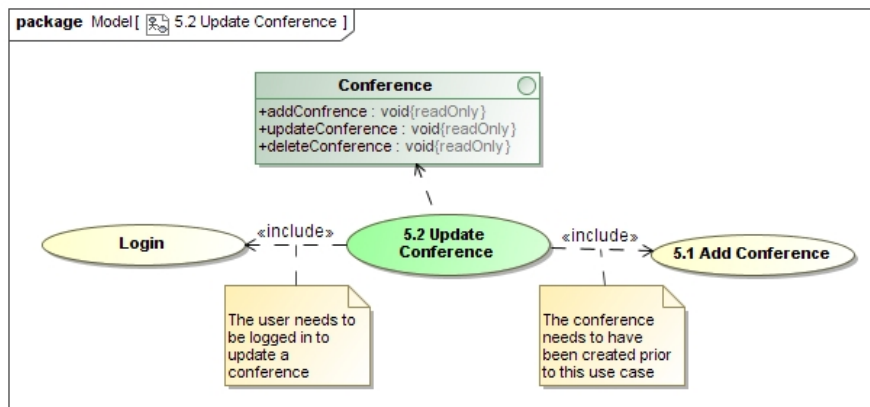 package Model[ 5.2 Update Conference ]
Conference
+addConfrence : void{readOnly}
+updateConference : void{readOnly}
+deleteConference : void{readOnly}
Login
«include»
5.2 Update
Conference
«include»
5.1 Add Conference
The user needs to
be logged in to
update a
conference
The conference
needs to have
been created prior
to this use case